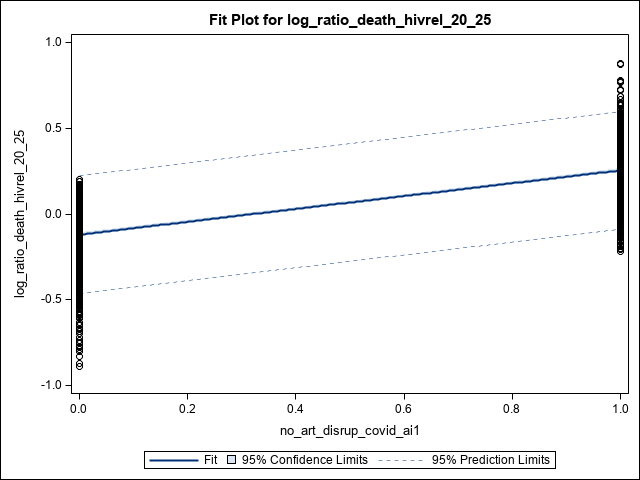 Fit Plot for log_ratio_death_hivrel_20_25
log_ratio_death_hivrel_20_25
1.0
0.5
0.0
-0.5
-1.0
0.0 0.2 0.4 0.6 0.8 1.0
no_art_disrup_covid_ai1
Fit 95% Confidence Limits 95% Prediction Limits